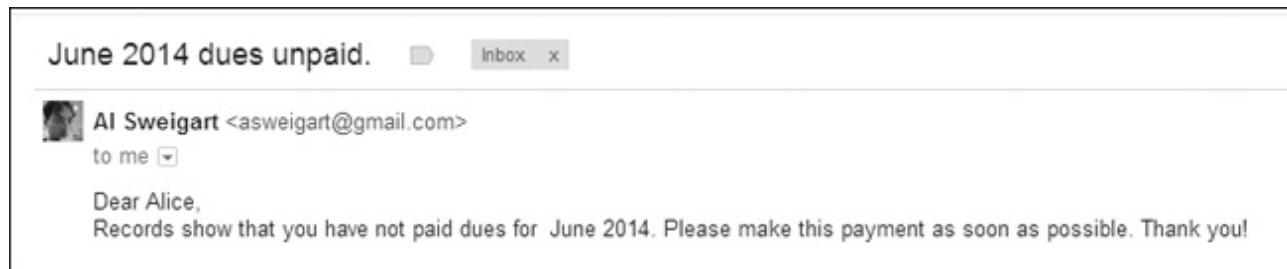 June 2014 dues unpaid. Inbox x
Al Sweigart <asweigart@gmail.com>
to me
Dear Alice,
Records show that you have not paid dues for June 2014. Please make this payment as soon as possible. Thank you!